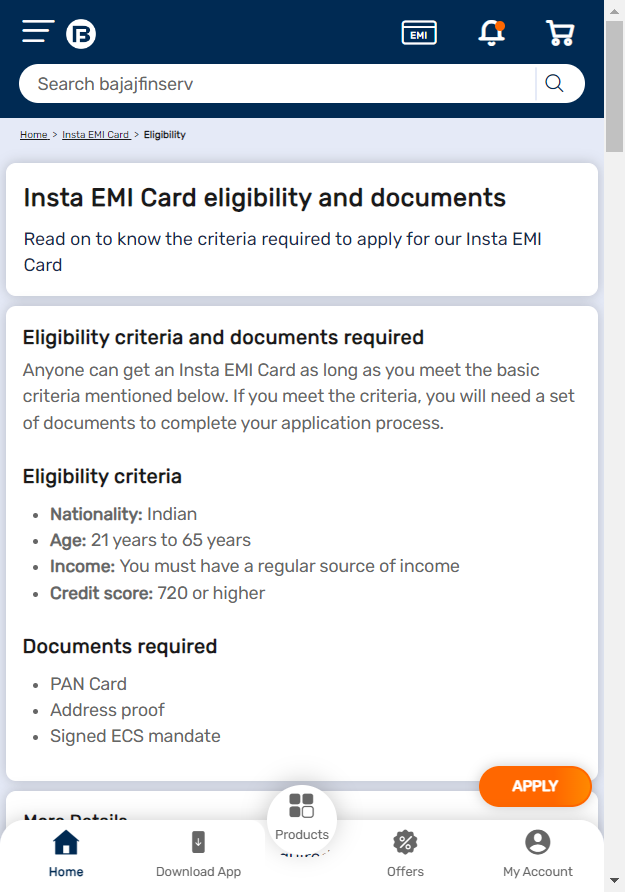 EMI
Search bajajfinserv
Home > Insta EMI Card > Eligibility
Insta EMI Card eligibility and documents
Read on to know the criteria required to apply for our Insta EMI
Card
Eligibility criteria and documents required
Anyone can get an Insta EMI Card as long as you meet the basic
criteria mentioned below. If you meet the criteria, you will need a set
of documents to complete your application process.
Eligibility criteria
• Nationality: Indian
• Age: 21 years to 65 years
• Income: You must have a regular source of income
• Credit score: 720 or higher
Documents required
• PAN Card
• Address proof
• Signed ECS mandate
APPLY
More Details
Products
Home
Download App
Offers
My Account